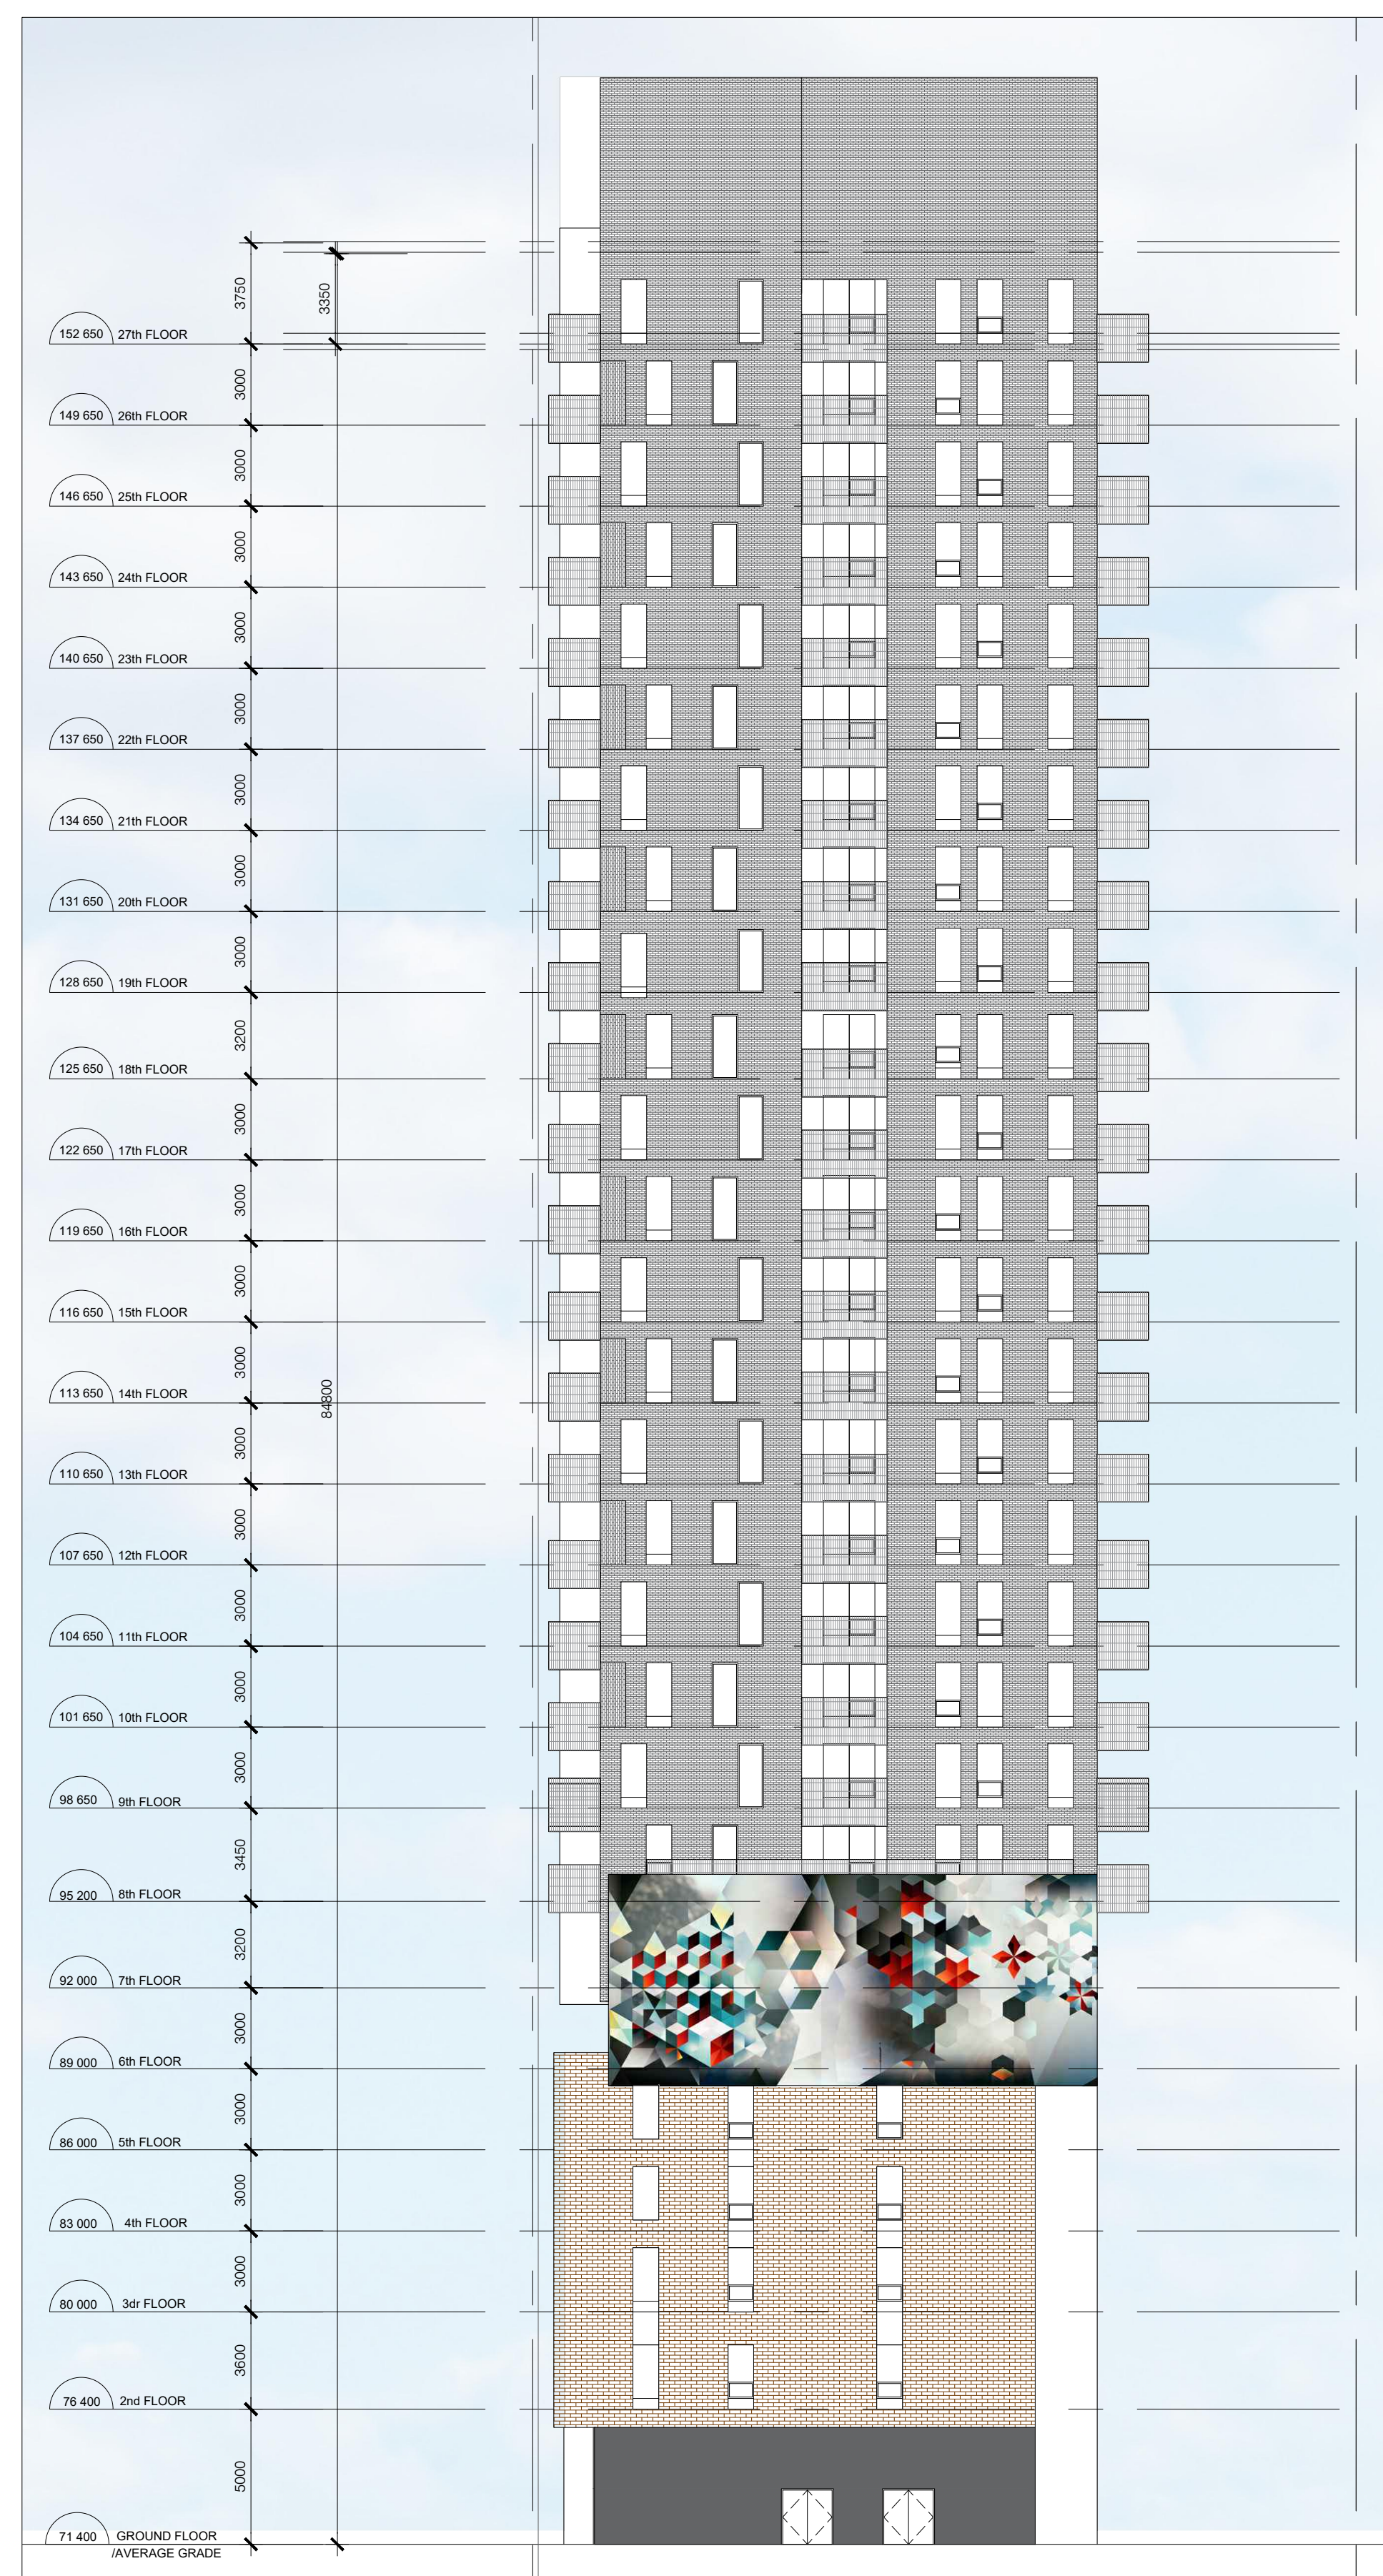 3750
3350
152 650 27th FLOOR
3000
149 650 26th FLOOR
3000
146 650 25th FLOOR
3000
143 650 24th FLOOR
3000
140 650 23th FLOOR
3000
137 650 22th FLOOR
3000
134 650 21th FLOOR
3000
131 650 20th FLOOR
3000
128 650 19th FLOOR
3200
125 650 18th FLOOR
3000
122 650 17th FLOOR
3000
119 650 16th FLOOR
3000
116 650 15th FLOOR
3000
84800
113 650 14th FLOOR
3000
110 650 13th FLOOR
3000
107 650 12th FLOOR
3000
104 650 11th FLOOR
3000
101 650 10th FLOOR
3000
98 650 9th FLOOR
3450
95 200 8th FLOOR
3200
92 000 7th FLOOR
3000
89 000 6th FLOOR
3000
86 000 5th FLOOR
3000
83 000 4th FLOOR
3000
80 000 3dr FLOOR
3600
76 400 2nd FLOOR
5000
71 400 GROUND FLOOR
/AVERAGE GRADE